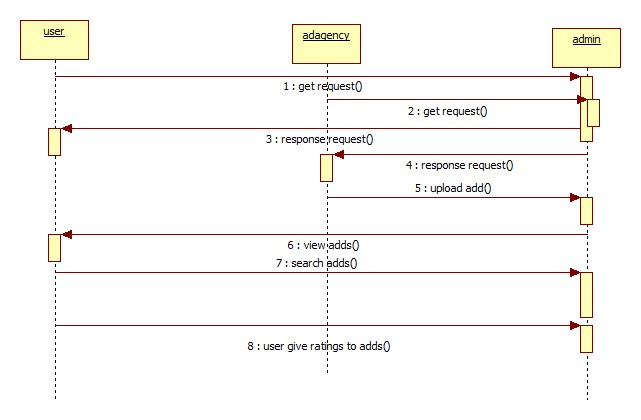 user
adagency
admin
1 : get request()
2 : get request()
3 : response request()
4 : response request()
5 : upload add()
6 : view adds()
7 : search adds()
8 : user give ratings to adds()